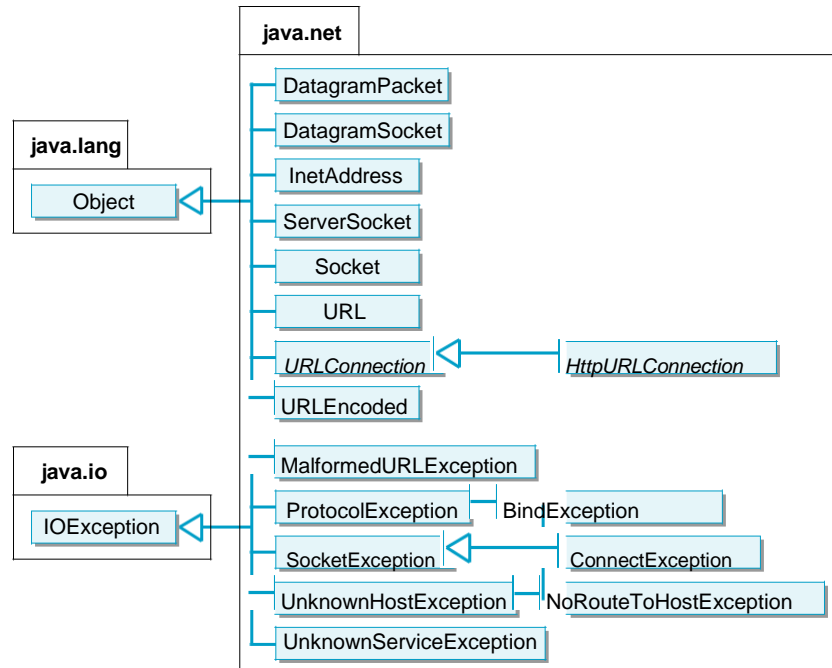 java.net
DatagramPacket
DatagramSocket
java.lang
InetAddress
Object
ServerSocket
Socket
URL
URLConnection
HttpURLConnection
URLEncoded
MalformedURLException
java.io
ProtocolException
BindException
IOException
SocketException
ConnectException
UnknownHostException
NoRouteToHostException
UnknownServiceException